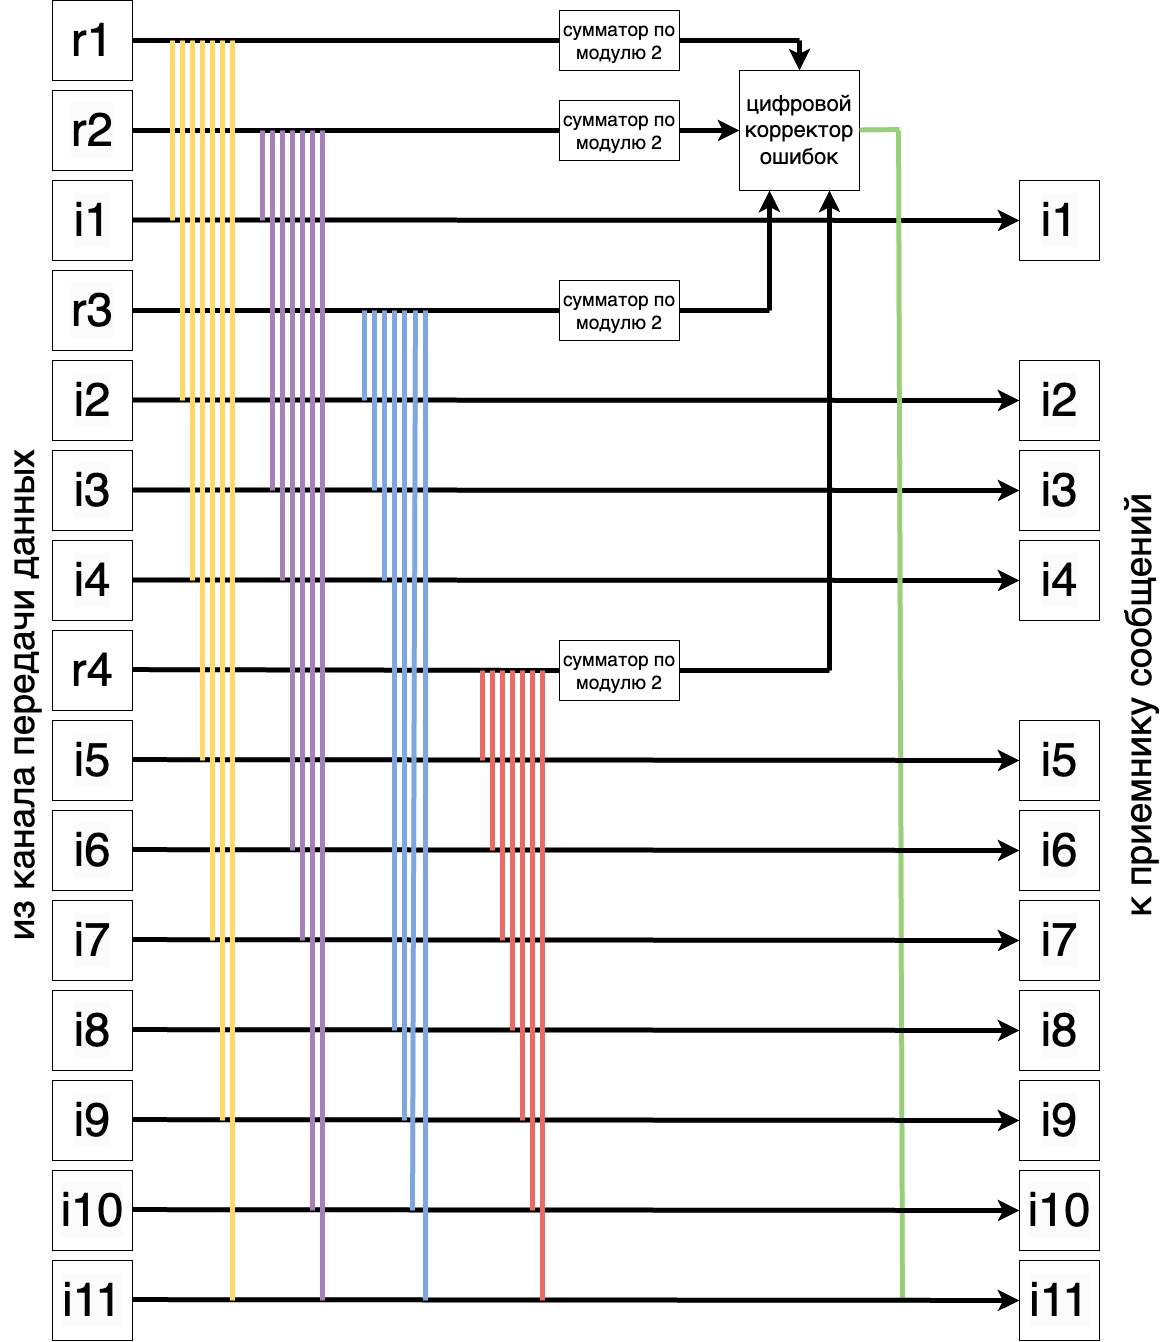 r1
сумматор по
модулю 2
r2
сумматор по
модулю 2
цифровой
корректор
ошибок
i1
i1
r3
сумматор по
модулю 2
i2
i2
i3
i3
i4
i4
r4
сумматор по
модулю 2
i5
i5
i6
i6
i7
i7
i8
i8
i9
i9
i10
i10
i11
i11
из канала передачи данных
к приемнику сообщений